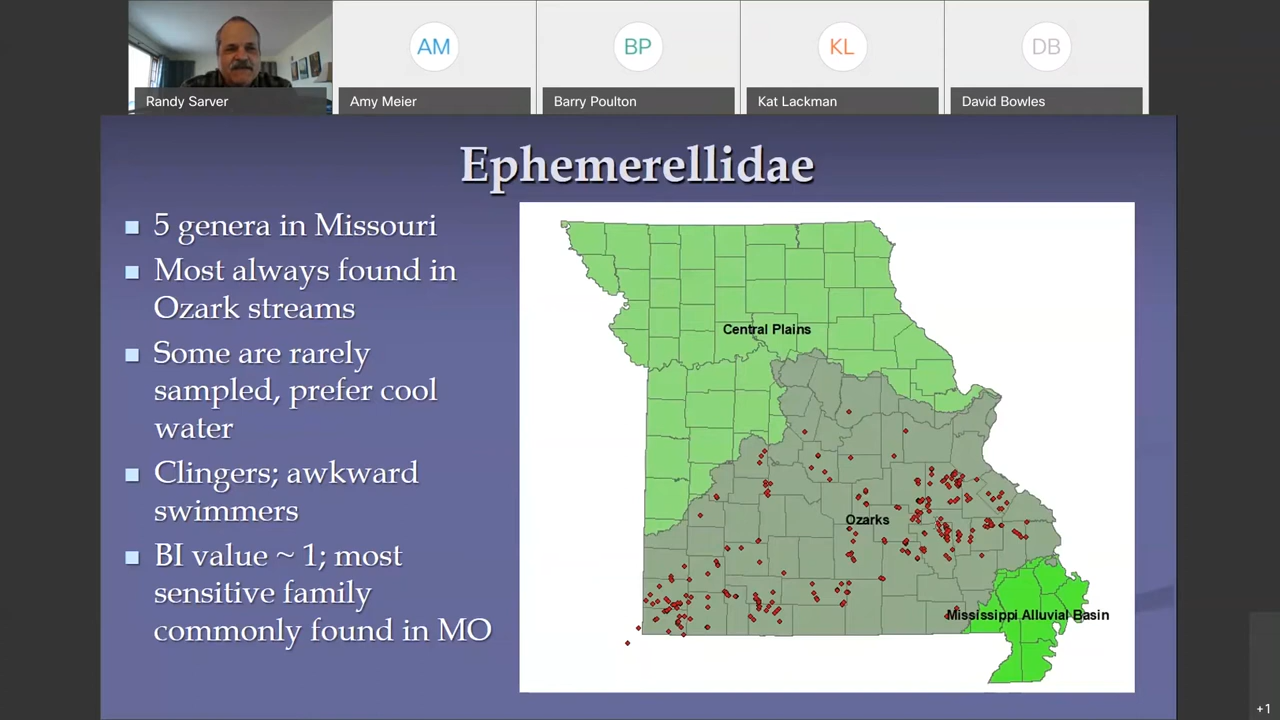 AM
BP
KL
DB
Randy Sarver
Amy Meier
Barry Poulton
Kat Lackman
David Bowles
Ephemerellidae
5 genera in Missouri
Most always found in
Ozark streams
Some are rarely
sampled, prefer cool
water
Clingers; awkward
swimmers
BI value ~ 1; most
sensitive family
commonly found in MO
Central Plains
Ozarks
Mississippi Alluvial Basin
+1